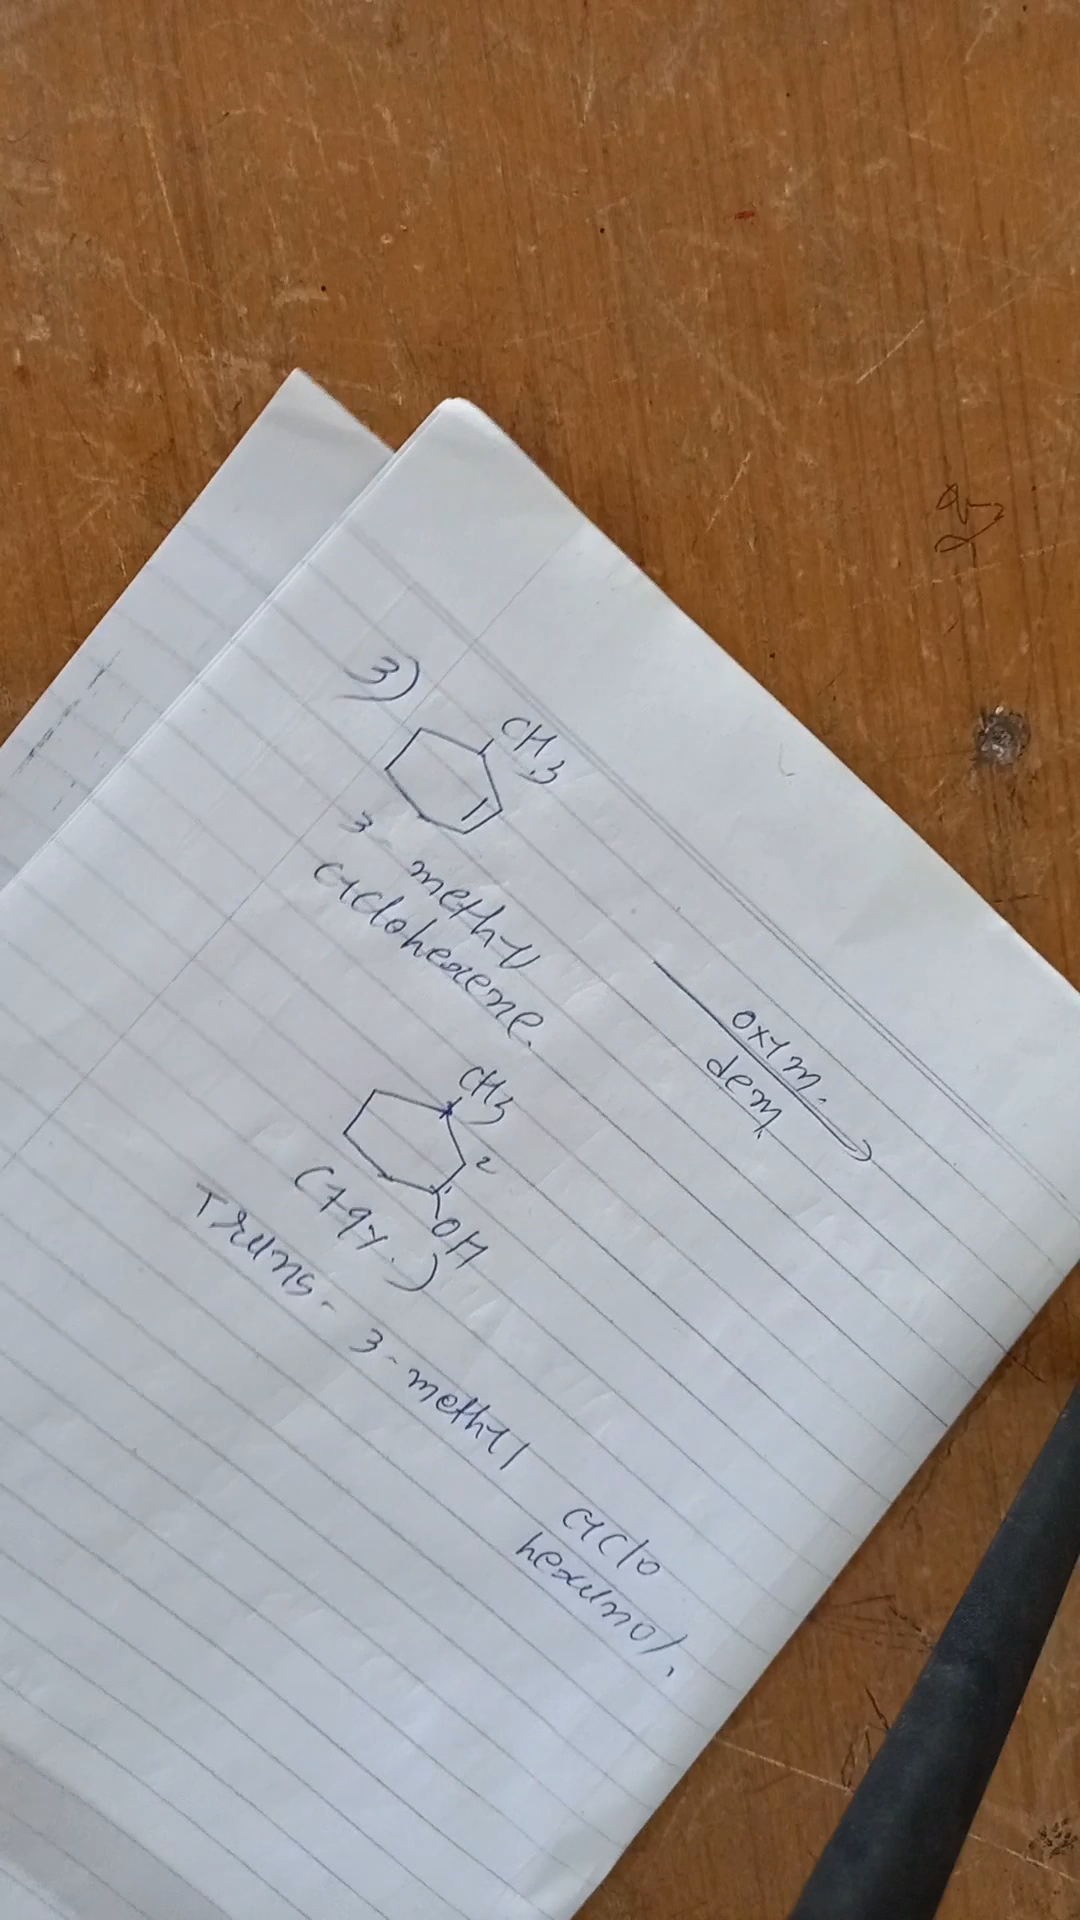 3)
CH3
3-methyl
cyclohexene.
oxym.
dem.
CH3
2
1
OH
(79%.)
Trans-3-methyl cyclo
hexanol.